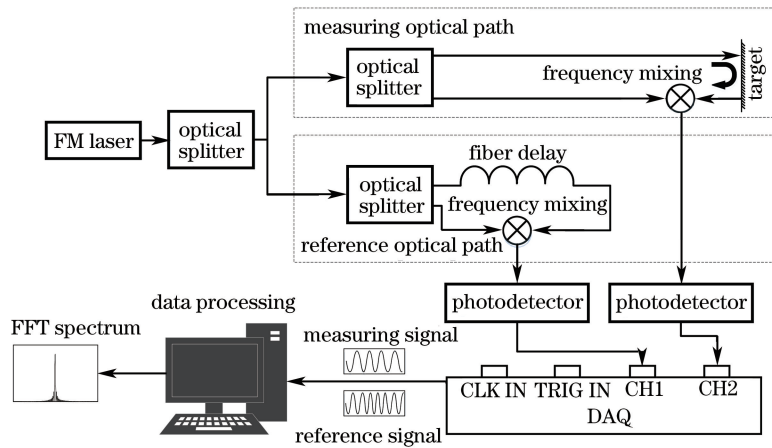 measuring optical path
optical
splitter
frequency mixing
target
FM laser
optical
splitter
fiber delay
optical
splitter
frequency mixing
reference optical path
data processing
photodetector
photodetector
FFT spectrum
measuring signal
CLK IN TRIG IN CH1 CH2
DAQ
reference signal